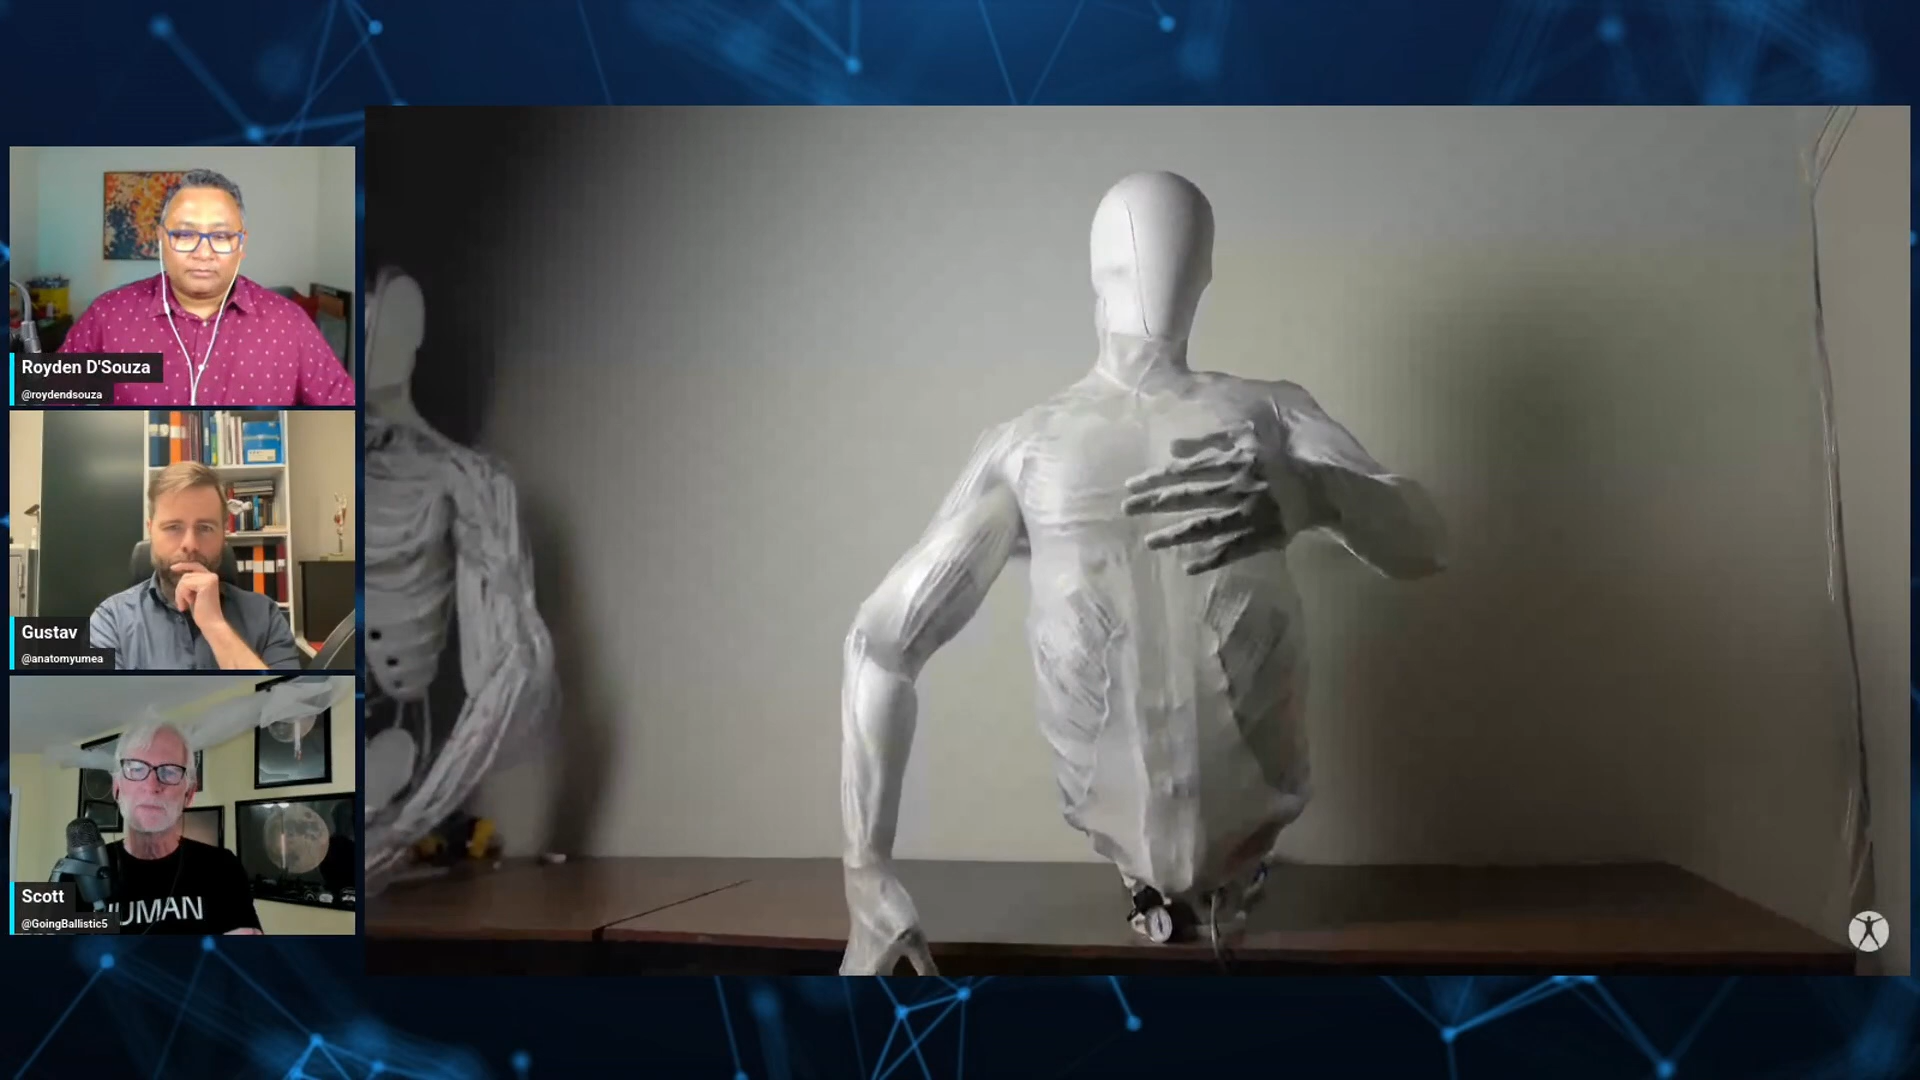 Royden D'Souza
@roydendsouza
Gustav
@anatomyumea
Scott
@GoingBallistic5
UMAN